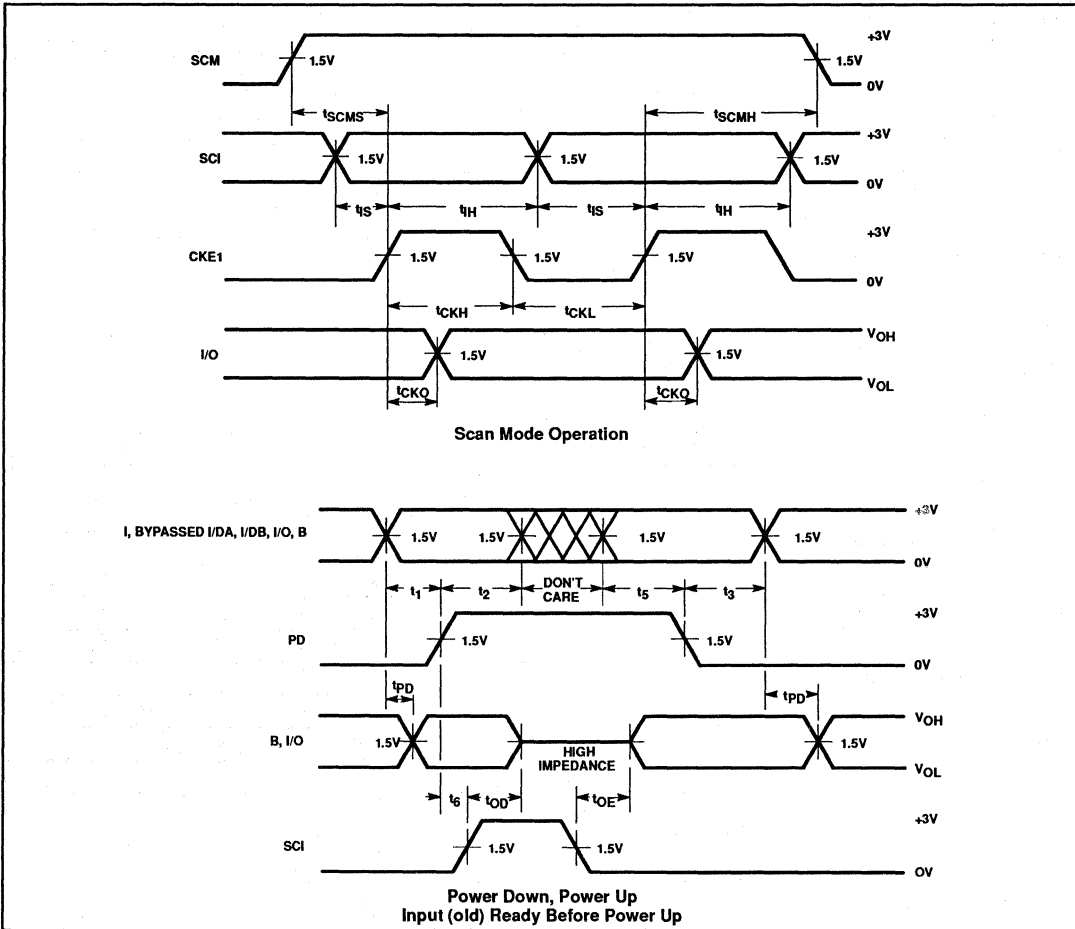 SCM 1.5V 1.5V +3V
0V
tSCMS tSCMH
SCI 1.5V 1.5V 1.5V +3V
0V
tIS tIH tIS tIH
CKE1 1.5V 1.5V 1.5V +3V
0V
tCKH tCKL
I/O 1.5V 1.5V VOH
VOL
tCKO tCKO
Scan Mode Operation
I, BYPASSED I/DA, I/DB, I/O, B 1.5V 1.5V 1.5V 1.5V +3V
0V
t1 t2 DON'T CARE t5 t3
PD 1.5V 1.5V +3V
0V
tPD tPD
B, I/O 1.5V HIGH IMPEDANCE 1.5V VOH
VOL
t6 tOD tOE
SCI 1.5V 1.5V +3V
0V
Power Down, Power Up
Input (old) Ready Before Power Up